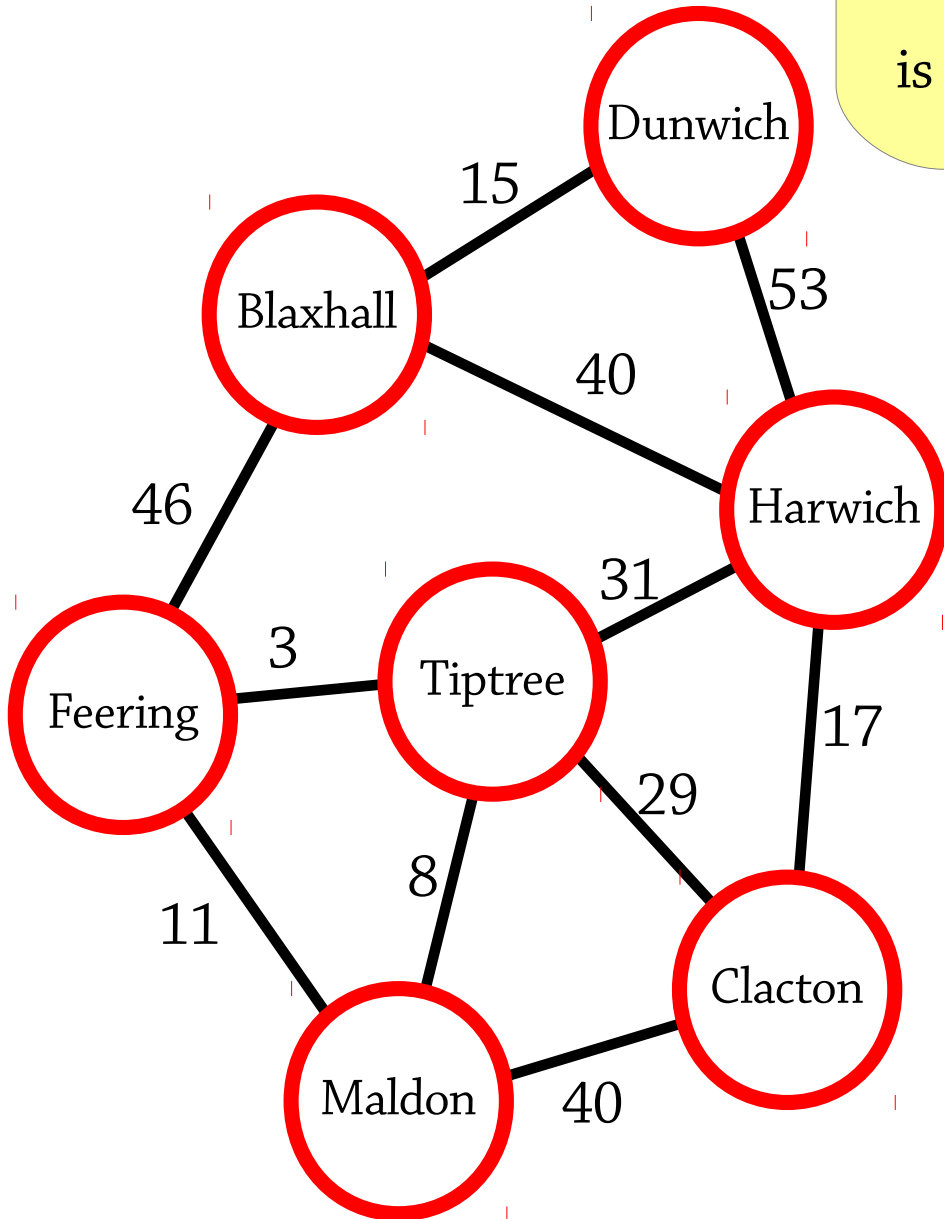 is
Dunwich
15
53
Blaxhall
40
46
Harwich
31
3
Tiptree
Feering
17
29
8
11
Clacton
Maldon
40